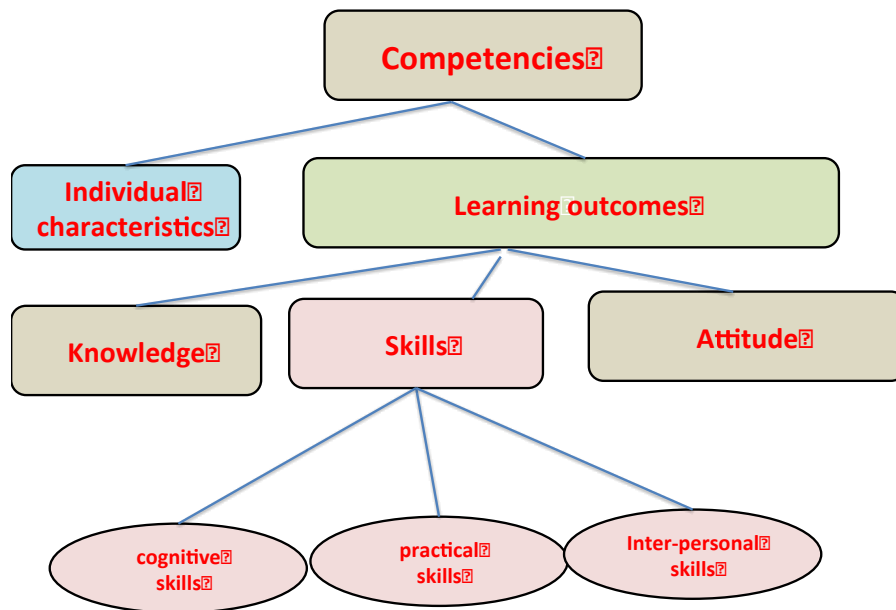 Competencies�
Individual�
characteristics�
Learning�outcomes�
Knowledge�
Skills�
Attitude�
cognitive�
skills�
practical�
skills�
Inter-personal�
skills�